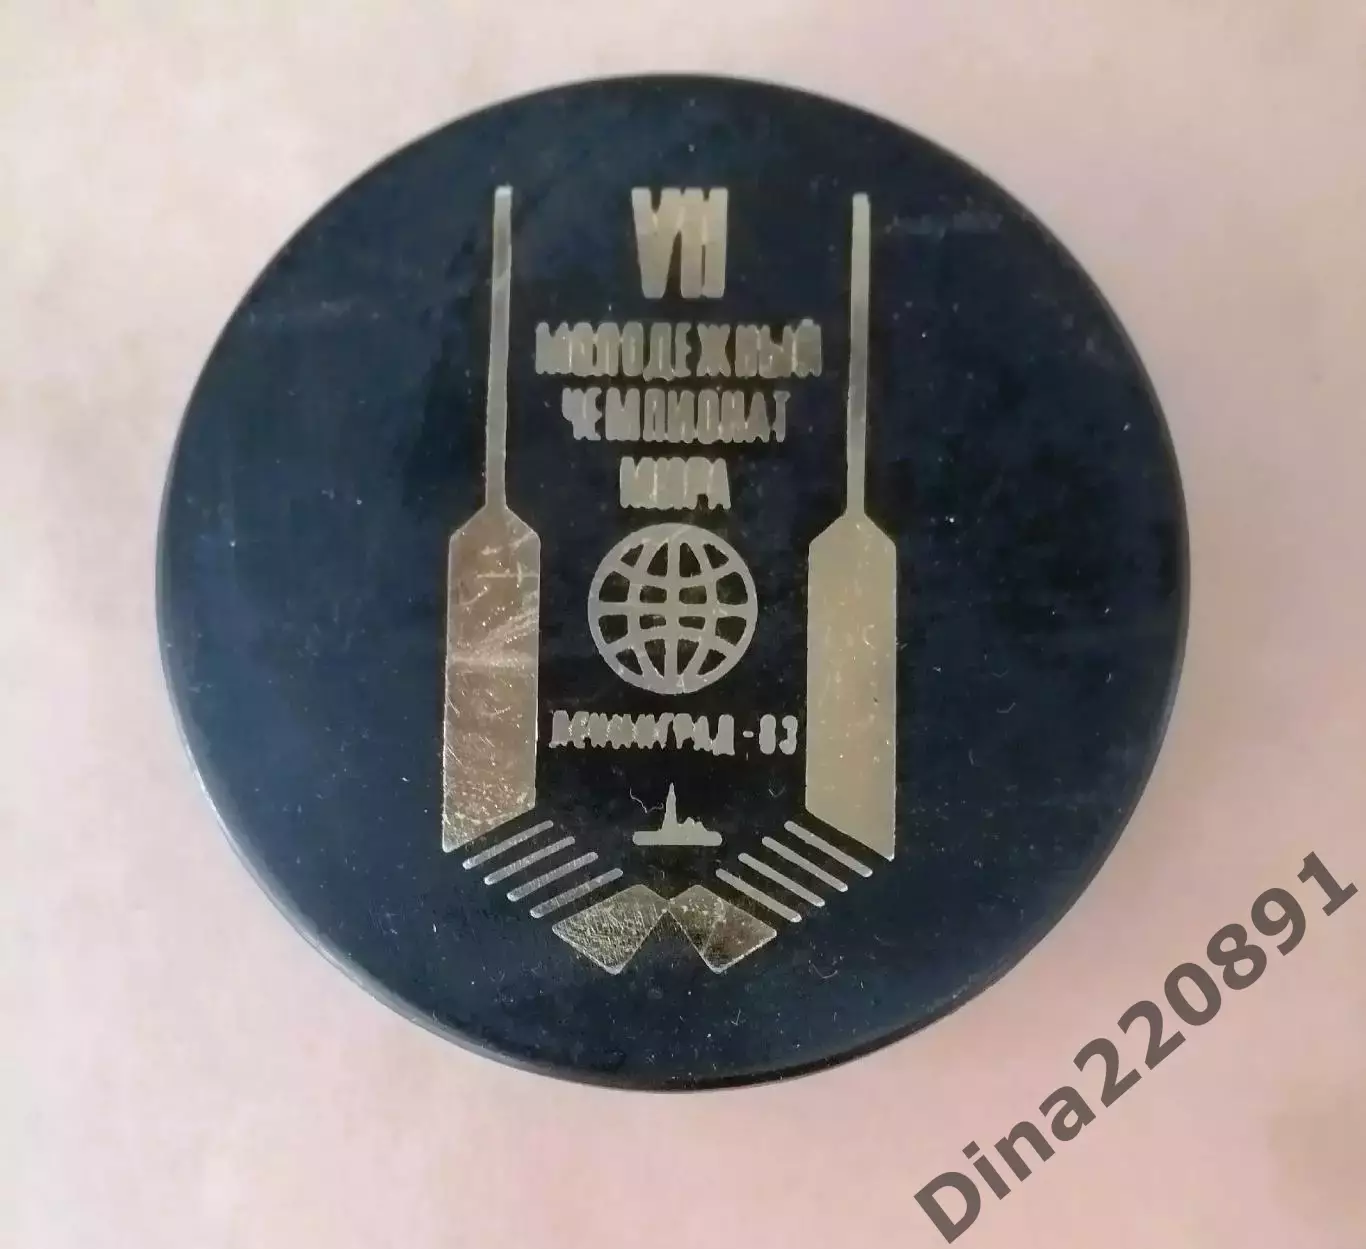 VII
МОЛОДЕЖНЫЙ
ЧЕМПИОНАТ
МИРА
ЛЕНИНГРАД-83
Dina220891